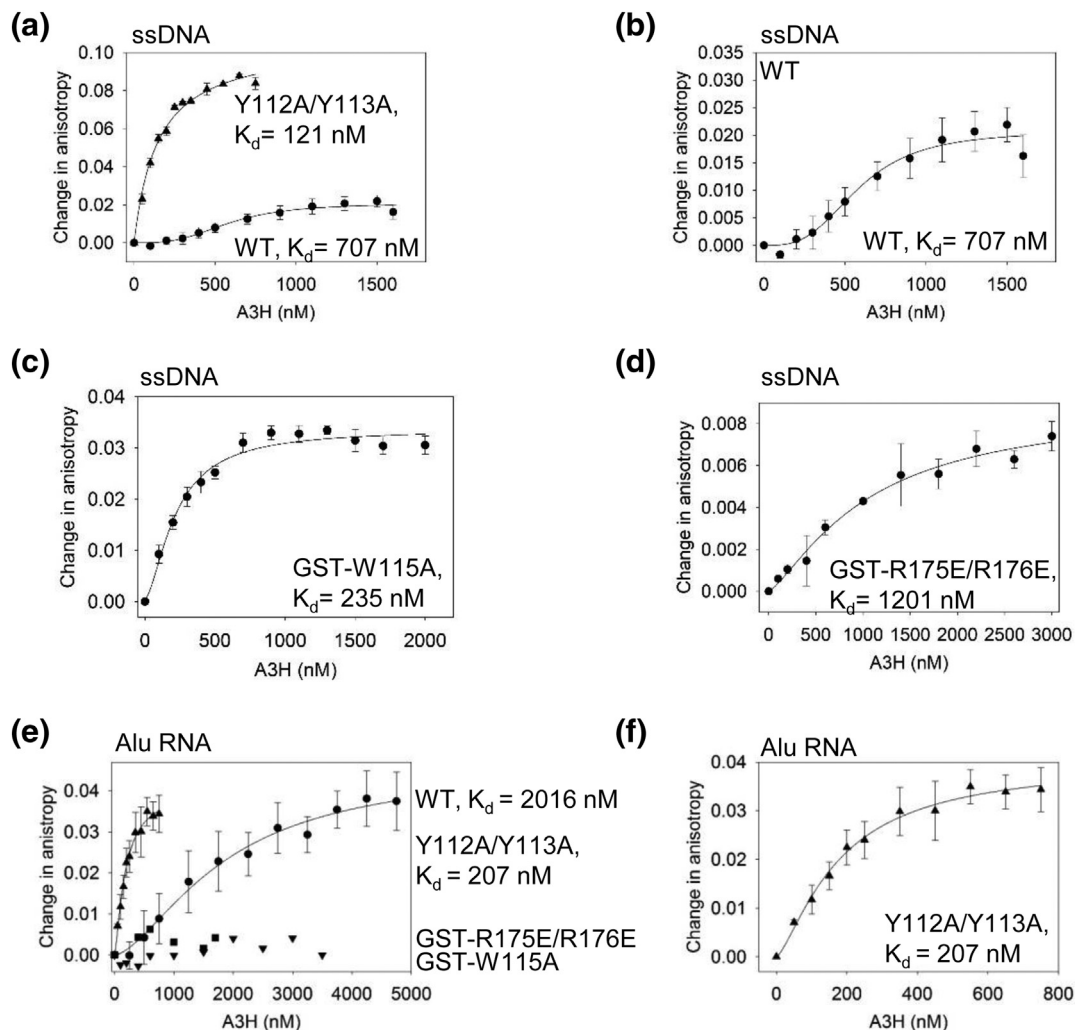 (a)
ssDNA
0.10
0.08
0.06
0.04
0.02
0.00
Change in anisotropy
Y112A/Y113A,
K_d= 121 nM
WT, K_d= 707 nM
0 500 1000 1500
A3H (nM)
(b)
ssDNA
WT
0.035
0.030
0.025
0.020
0.015
0.010
0.005
0.000
Change in anisotropy
WT, K_d= 707 nM
0 500 1000 1500
A3H (nM)
(c)
ssDNA
0.04
0.03
0.02
0.01
0.00
Change in anisotropy
GST-W115A,
K_d= 235 nM
0 500 1000 1500 2000
A3H (nM)
(d)
ssDNA
0.008
0.006
0.004
0.002
0.000
Change in anisotropy
GST-R175E/R176E,
K_d= 1201 nM
0 500 1000 1500 2000 2500 3000
A3H (nM)
(e)
Alu RNA
0.04
0.03
0.02
0.01
0.00
Change in anisotropy
WT, K_d = 2016 nM
Y112A/Y113A,
K_d = 207 nM
GST-R175E/R176E
GST-W115A
0 1000 2000 3000 4000 5000
A3H (nM)
(f)
Alu RNA
0.04
0.03
0.02
0.01
0.00
Change in anisotropy
Y112A/Y113A,
K_d = 207 nM
0 200 400 600 800
A3H (nM)